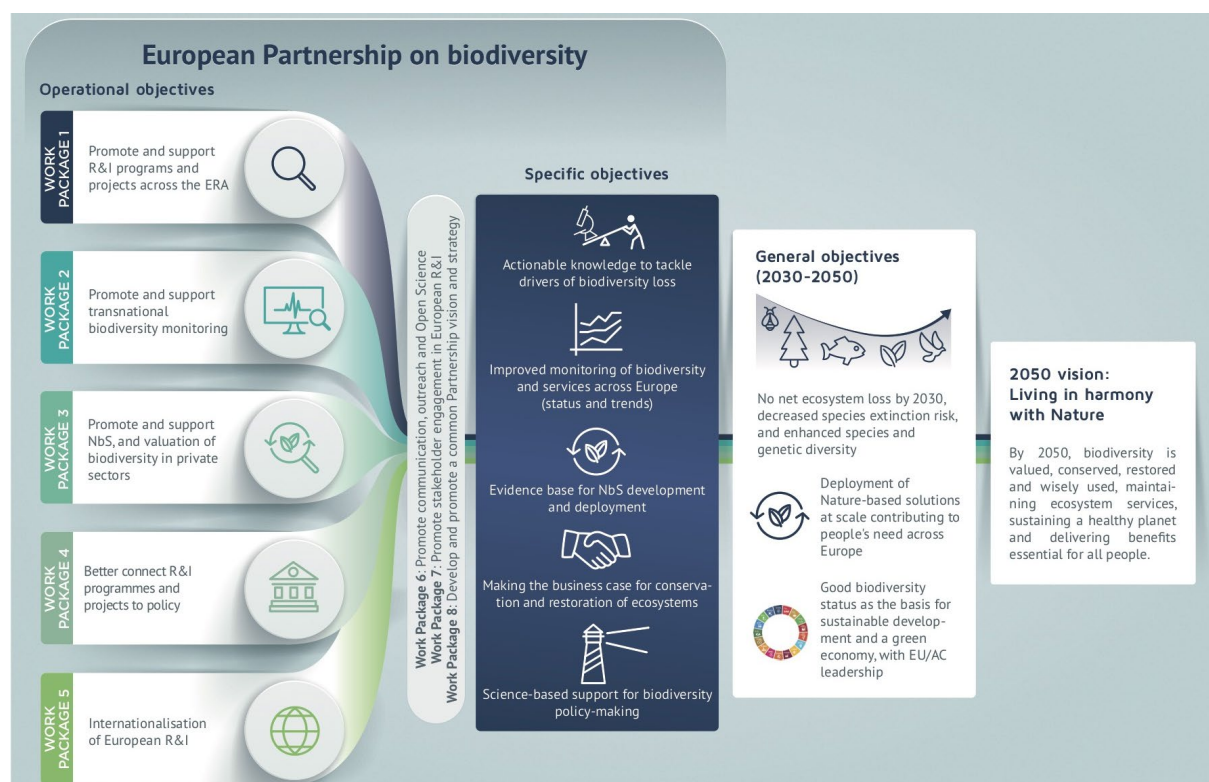 European Partnership on biodiversity
Operational objectives
WORK
PACKAGE 1
Promote and support
R&I programs and
projects across the ERA
WORK
PACKAGE 2
Promote and support
transnational
biodiversity monitoring
WORK
PACKAGE 3
Promote and support
NbS, and valuation of
biodiversity in private
sectors
WORK
PACKAGE 4
Better connect R&I
programmes and
projects to policy
WORK
PACKAGE 5
Internationalisation
of European R&I
Work Package 6: Promote communication, outreach and Open Science
Work Package 7: Promote stakeholder engagement in European R&I
Work Package 8: Develop and promote a common Partnership vision and strategy
Specific objectives
Actionable knowledge to tackle
drivers of biodiversity loss
Improved monitoring of biodiversity
and services across Europe
(status and trends)
Evidence base for NbS development
and deployment
Making the business case for conserva-
tion and restoration of ecosystems
Science-based support for biodiversity
policy-making
General objectives
(2030-2050)
No net ecosystem loss by 2030,
decreased species extinction risk,
and enhanced species and
genetic diversity
Deployment of
Nature-based solutions
at scale contributing to
people's need across
Europe
Good biodiversity
status as the basis for
sustainable develop-
ment and a green
economy, with EU/AC
leadership
2050 vision:
Living in harmony
with Nature
By 2050, biodiversity is
valued, conserved, restored
and wisely used, maintai-
ning ecosystem services,
sustaining a healthy planet
and delivering benefits
essential for all people.